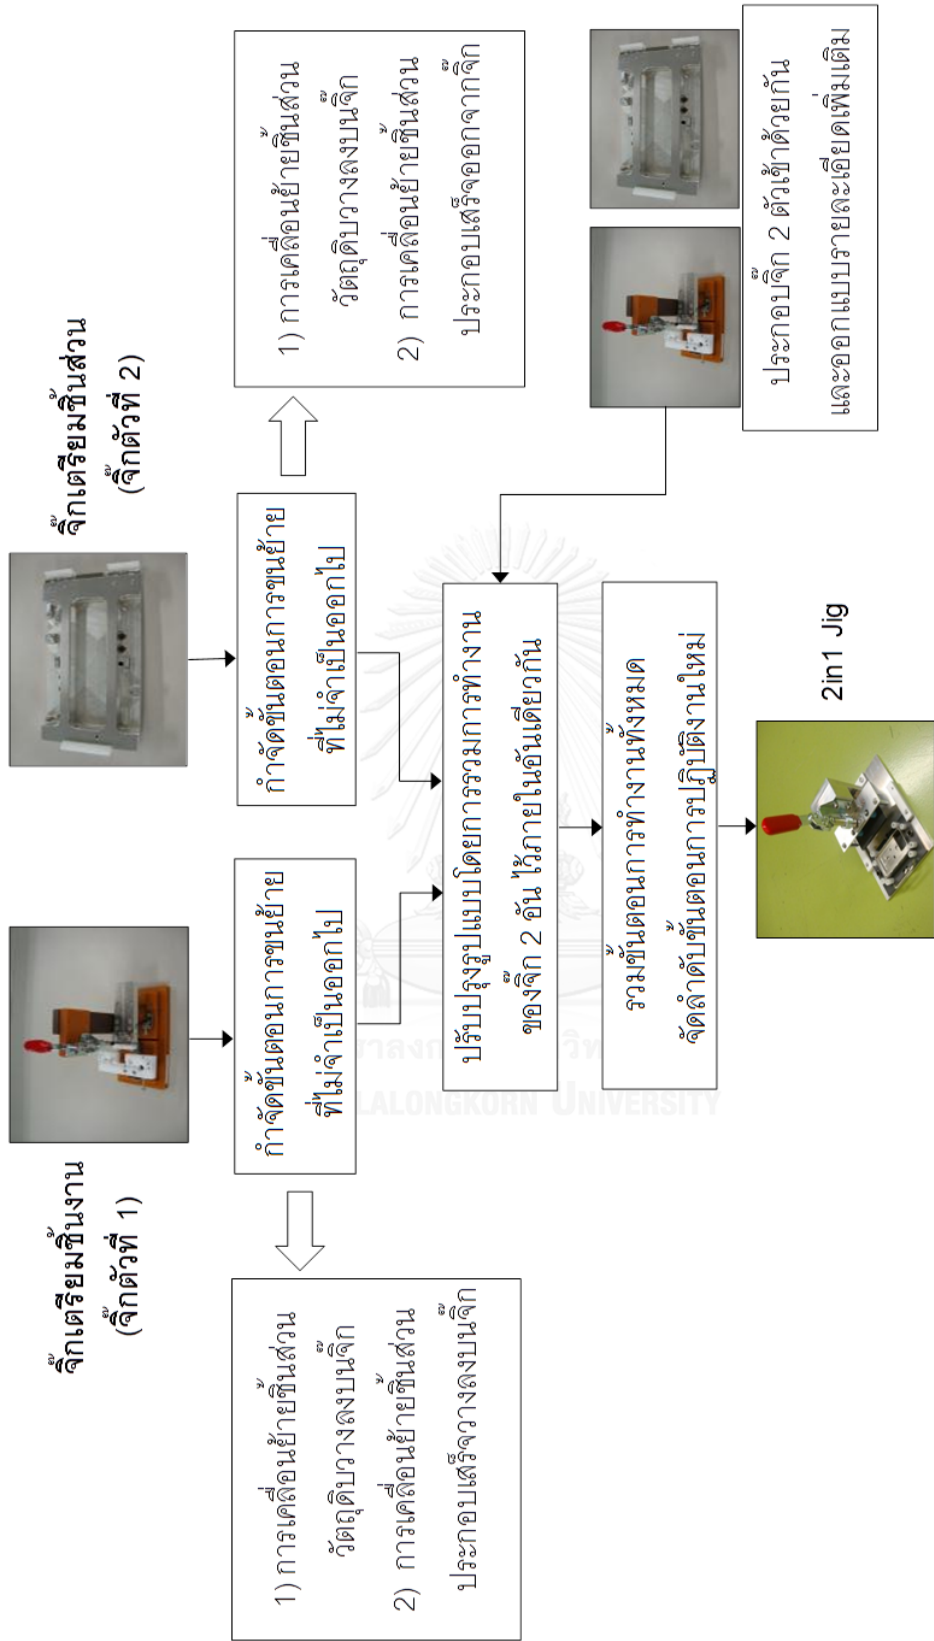 จิ๊กเตรียมชิ้นงาน
(จิ๊กตัวที่ 1)
จิ๊กเตรียมชิ้นส่วน
(จิ๊กตัวที่ 2)
1) การเคลื่อนย้ายชิ้นส่วน
วัตถุดิบวางลงบนจิ๊ก
2) การเคลื่อนย้ายชิ้นส่วน
ประกอบเสร็จวางลงบนจิ๊ก
กำจัดขั้นตอนการขนย้าย
ที่ไม่จำเป็นออกไป
กำจัดขั้นตอนการขนย้าย
ที่ไม่จำเป็นออกไป
1) การเคลื่อนย้ายชิ้นส่วน
วัตถุดิบวางลงบนจิ๊ก
2) การเคลื่อนย้ายชิ้นส่วน
ประกอบเสร็จออกจากจิ๊ก
ปรับปรุงรูปแบบโดยการรวมการทำงาน
ของจิ๊ก 2 อัน ไว้ภายในอันเดียวกัน
รวมขั้นตอนการทำงานทั้งหมด
จัดลำดับขั้นตอนการปฏิบัติงานใหม่
ประกอบจิ๊ก 2 ตัวเข้าด้วยกัน
และออกแบบรายละเอียดเพิ่มเติม
2in1 Jig
LALONGKORN UNIVERSITY